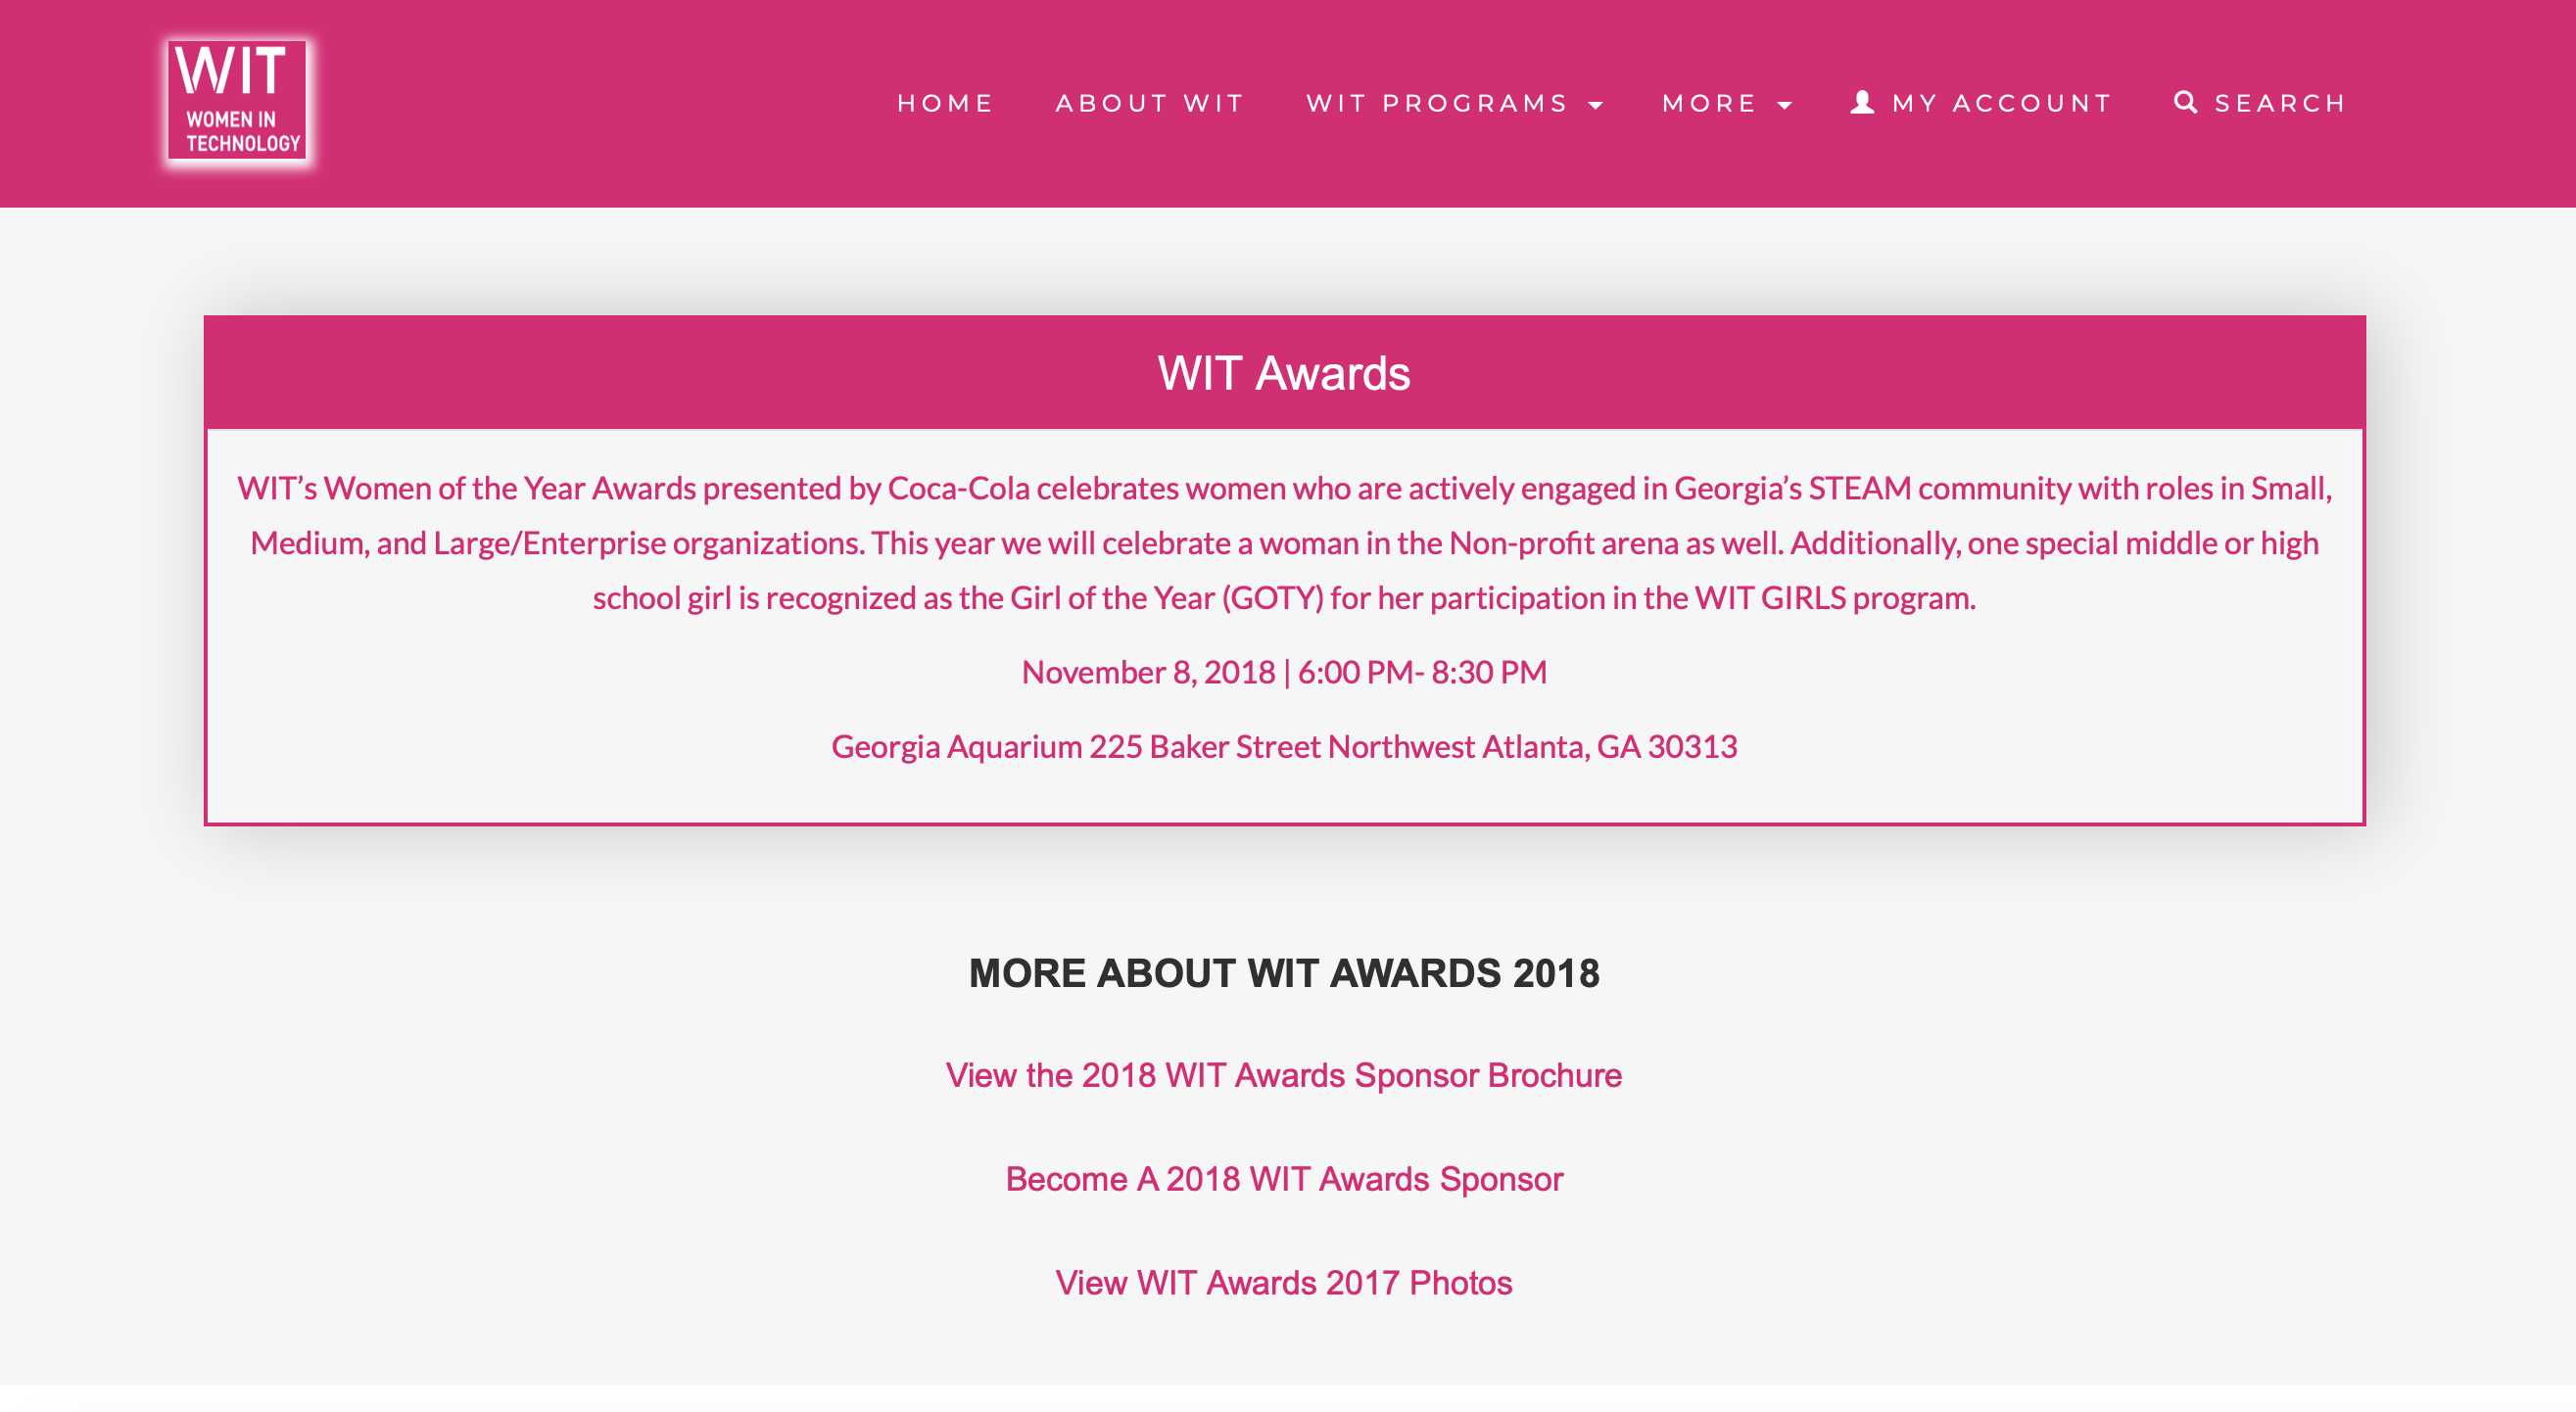 WIT
WOMEN IN
TECHNOLOGY
HOME ABOUT WIT WIT PROGRAMS MORE MY ACCOUNT SEARCH
WIT Awards
WIT’s Women of the Year Awards presented by Coca-Cola celebrates women who are actively engaged in Georgia’s STEAM community with roles in Small,
Medium, and Large/Enterprise organizations. This year we will celebrate a woman in the Non-profit arena as well. Additionally, one special middle or high
school girl is recognized as the Girl of the Year (GOTY) for her participation in the WIT GIRLS program.
November 8, 2018 | 6:00 PM- 8:30 PM
Georgia Aquarium 225 Baker Street Northwest Atlanta, GA 30313
MORE ABOUT WIT AWARDS 2018
View the 2018 WIT Awards Sponsor Brochure
Become A 2018 WIT Awards Sponsor
View WIT Awards 2017 Photos